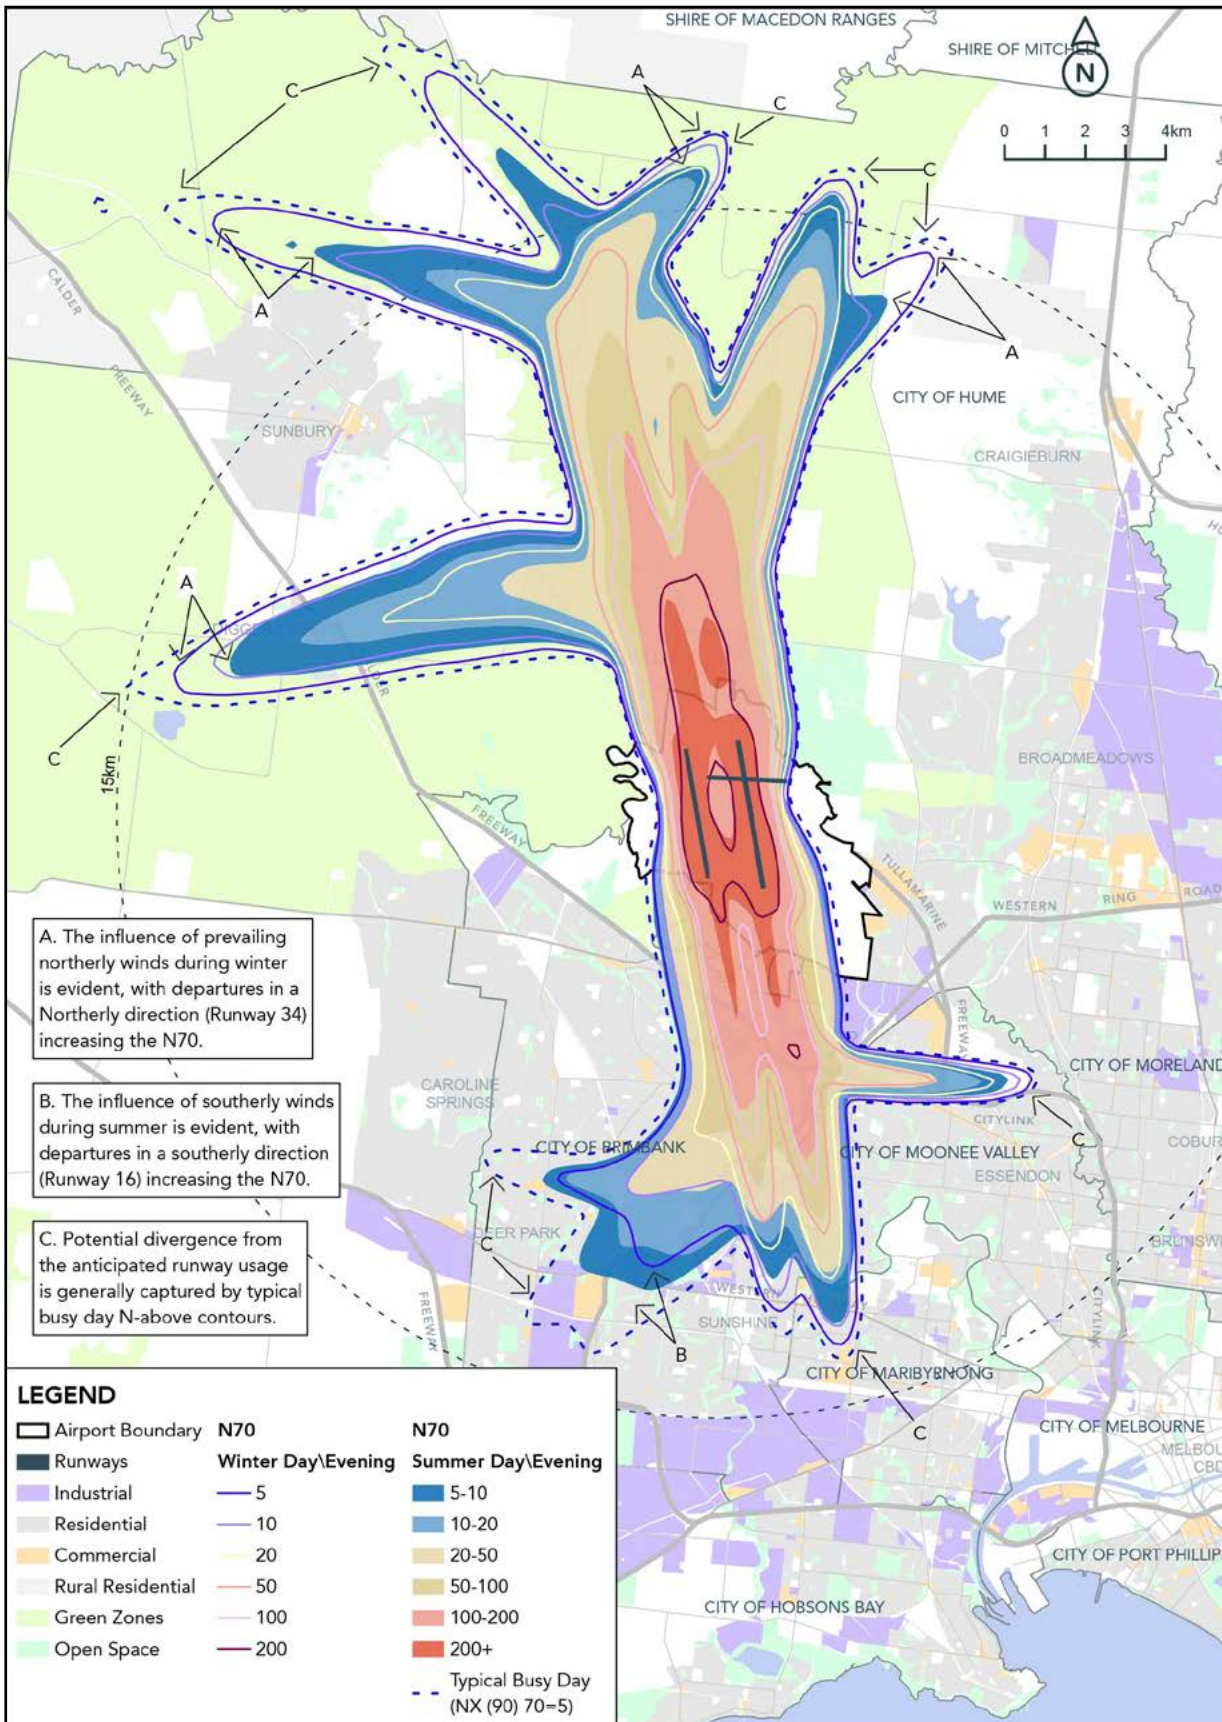 SHIRE OF MACEDON RANGES
SHIRE OF MITCHELL
N
0 1 2 3 4km
C
A
C
C
A
A
CALDER
FREEWAY
SUNBURY
CITY OF HUME
CRAIGIEBURN
A
C
15km
BROADMEADOWS
FREEWAY
TULLAMARINE
FREEWAY
WESTERN
RING
ROAD
A. The influence of prevailing
northerly winds during winter
is evident, with departures in a
Northerly direction (Runway 34)
increasing the N70.
B. The influence of southerly winds
during summer is evident, with
departures in a southerly direction
(Runway 16) increasing the N70.
C. Potential divergence from
the anticipated runway usage
is generally captured by typical
busy day N-above contours.
CAROLINE
SPRINGS
CITY OF MORELAND
CITYLINK
C
CITY OF BRIMBANK
CITY OF MOONEE VALLEY
ESSENDON
COBUR
DEER PARK
C
BRUNSWI
FREEWAY
WESTERN
SUNSHINE
CITYLINK
B
CITY OF MARIBYRNONG
C
CITY OF MELBOURNE
MELBOU
CBD
CITY OF PORT PHILLIP
CITY OF HOBSONS BAY
LEGEND
Airport Boundary
Runways
Industrial
Residential
Commercial
Rural Residential
Green Zones
Open Space
N70
Winter Day\Evening
5
10
20
50
100
200
N70
Summer Day\Evening
5-10
10-20
20-50
50-100
100-200
200+
Typical Busy Day
(NX (90) 70=5)